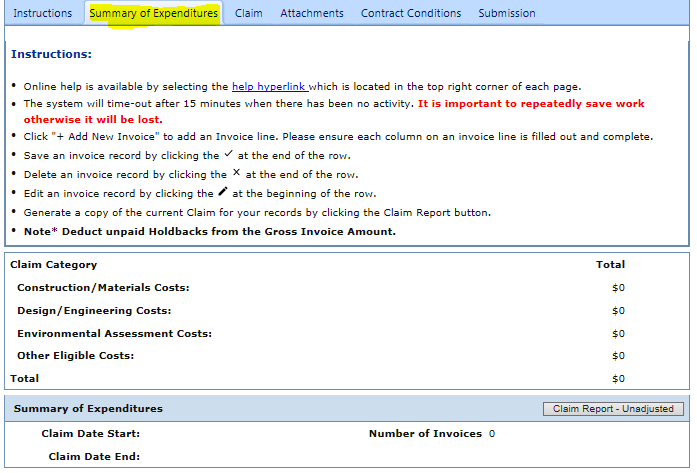 Instructions Summary of Expenditures Claim Attachments Contract Conditions Submission
Instructions:
• Online help is available by selecting the help hyperlink which is located in the top right corner of each page.
• The system will time-out after 15 minutes when there has been no activity. It is important to repeatedly save work
otherwise it will be lost.
• Click "+ Add New Invoice" to add an Invoice line. Please ensure each column on an invoice line is filled out and complete.
• Save an invoice record by clicking the ✓ at the end of the row.
• Delete an invoice record by clicking the × at the end of the row.
• Edit an invoice record by clicking the at the beginning of the row.
• Generate a copy of the current Claim for your records by clicking the Claim Report button.
• Note* Deduct unpaid Holdbacks from the Gross Invoice Amount.
Claim Category Total
Construction/Materials Costs: $0
Design/Engineering Costs: $0
Environmental Assessment Costs: $0
Other Eligible Costs: $0
Total $0
Summary of Expenditures Claim Report - Unadjusted
Claim Date Start: Number of Invoices 0
Claim Date End: